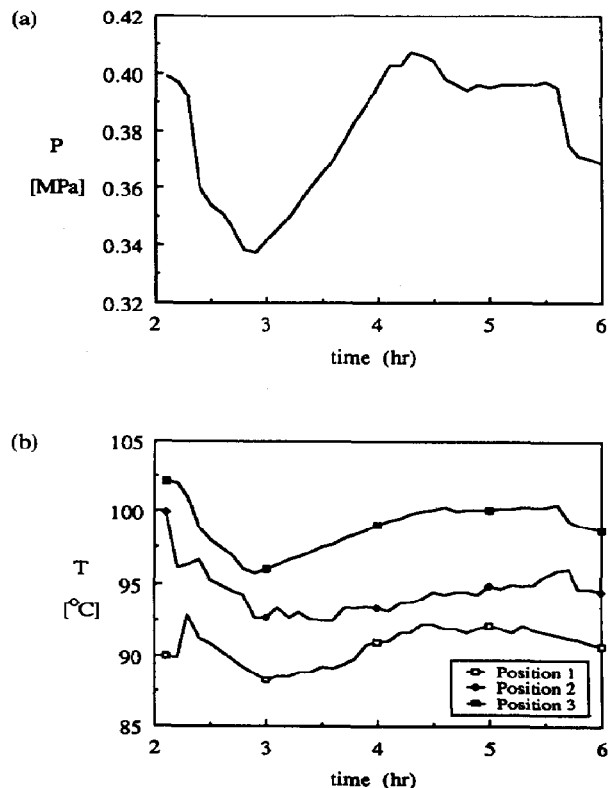 (a)
0.42
0.40
0.38
0.36
0.34
0.32
P
[MPa]
2 3 4 5 6
time (hr)
(b)
105
100
95
90
85
T
[°C]
Position 1
Position 2
Position 3
2 3 4 5 6
time (hr)